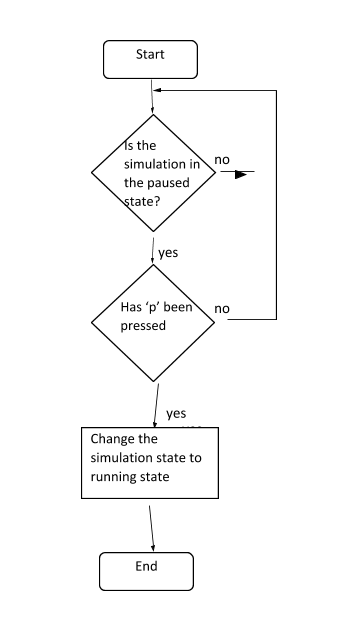 Start
Is the
simulation in
the paused
state?
no
yes
Has ‘p’ been
pressed
no
yes
Change the
simulation state to
running state
End